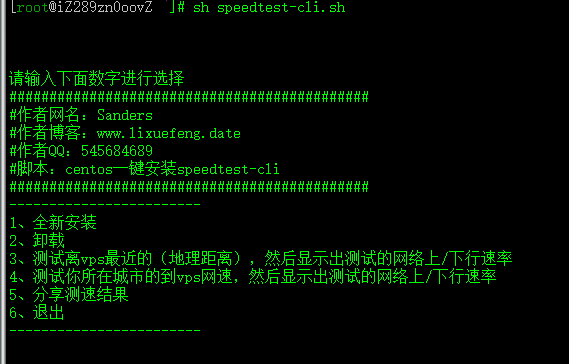 [root@iZ289zn0oovZ ~]# sh speedtest-cli.sh
请输入下面数字进行选择
#############################################
#作者网名：Sanders
#作者博客：www.lixuefeng.date
#作者QQ：545684689
#脚本：centos一键安装speedtest-cli
#############################################
------------------------
1、全新安装
2、卸载
3、测试离vps最近的（地理距离），然后显示出测试的网络上/下行速率
4、测试你所在城市的到vps网速，然后显示出测试的网络上/下行速率
5、分享测速结果
6、退出
------------------------